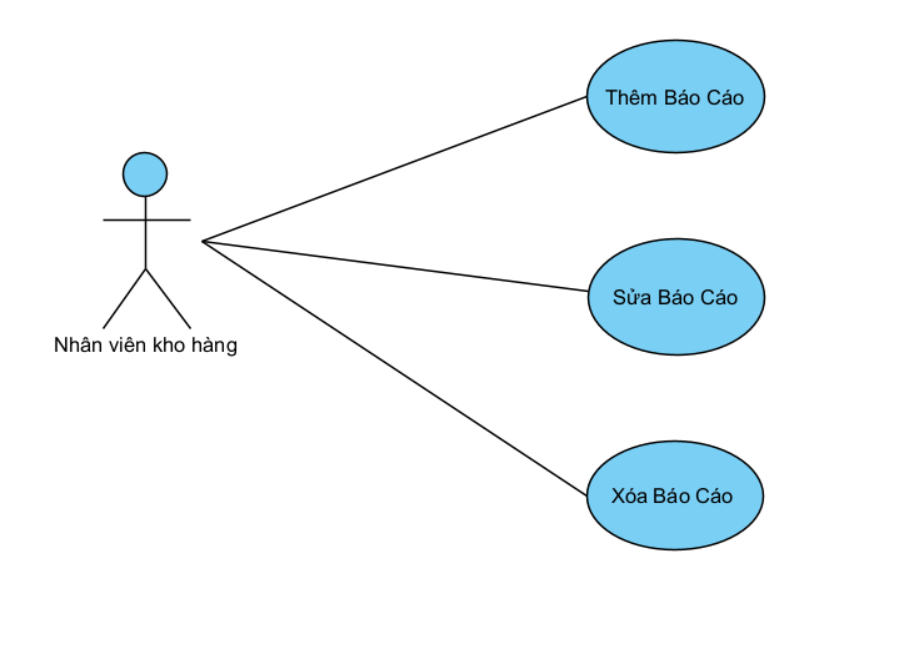 Thêm Báo Cáo
Nhân viên kho hàng
Sửa Báo Cáo
Xóa Báo Cáo